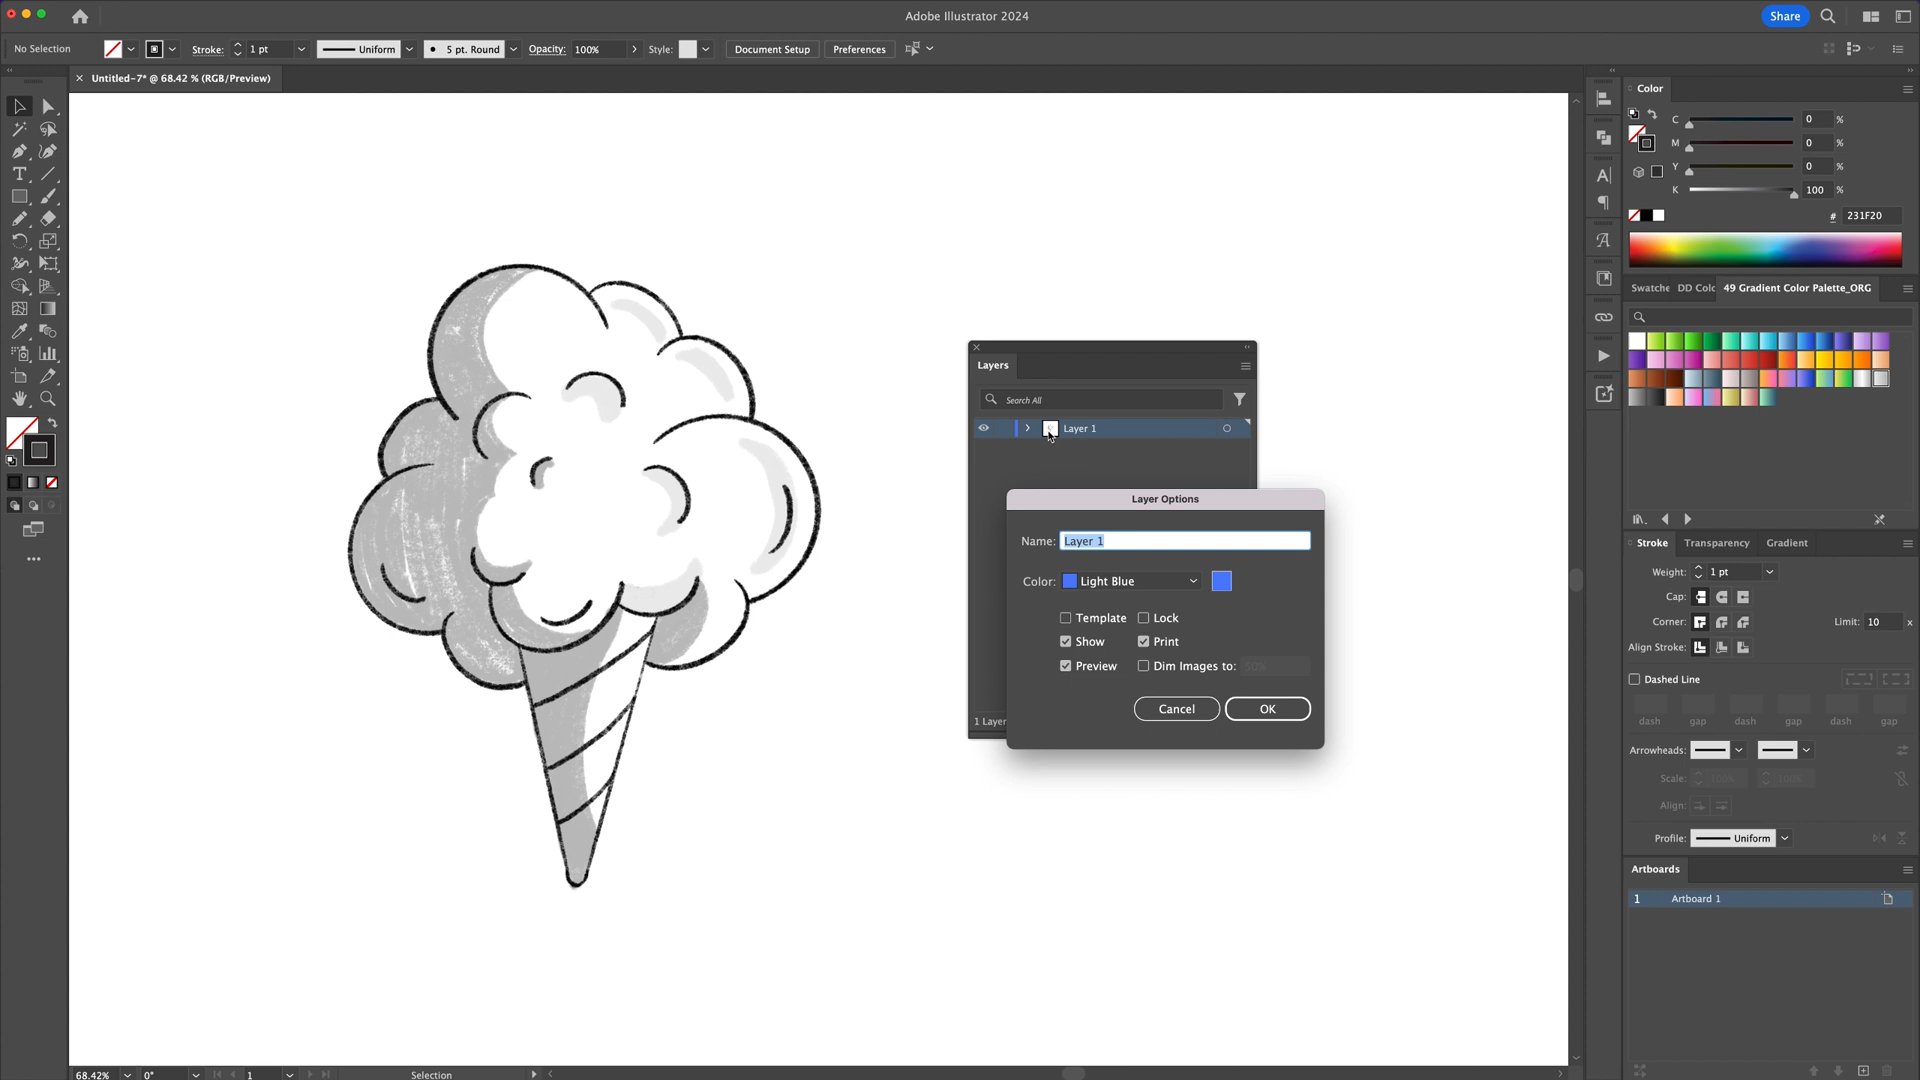 Adobe Illustrator 2024
Share
No Selection
Stroke:
1 pt
Uniform
5 pt. Round
Opacity:
100%
Style:
Document Setup
Preferences
Untitled-7* @ 68.42 % (RGB/Preview)
Color
C
0
%
M
0
%
Y
0
%
K
100
%
#
231F20
Swatche
DD Colo
49 Gradient Color Palette_ORG
Layers
Search All
Layer 1
1 Layer
Layer Options
Name:
Layer 1
Color:
Light Blue
Template
Lock
Show
Print
Preview
Dim Images to:
50%
Cancel
OK
Stroke
Transparency
Gradient
Weight:
1 pt
Cap:
Corner:
Limit:
10
x
Align Stroke:
Dashed Line
dash
gap
dash
gap
dash
gap
Arrowheads:
Scale:
100%
100%
Align:
Profile:
Uniform
Artboards
1
Artboard 1
68.42%
0°
1
Selection